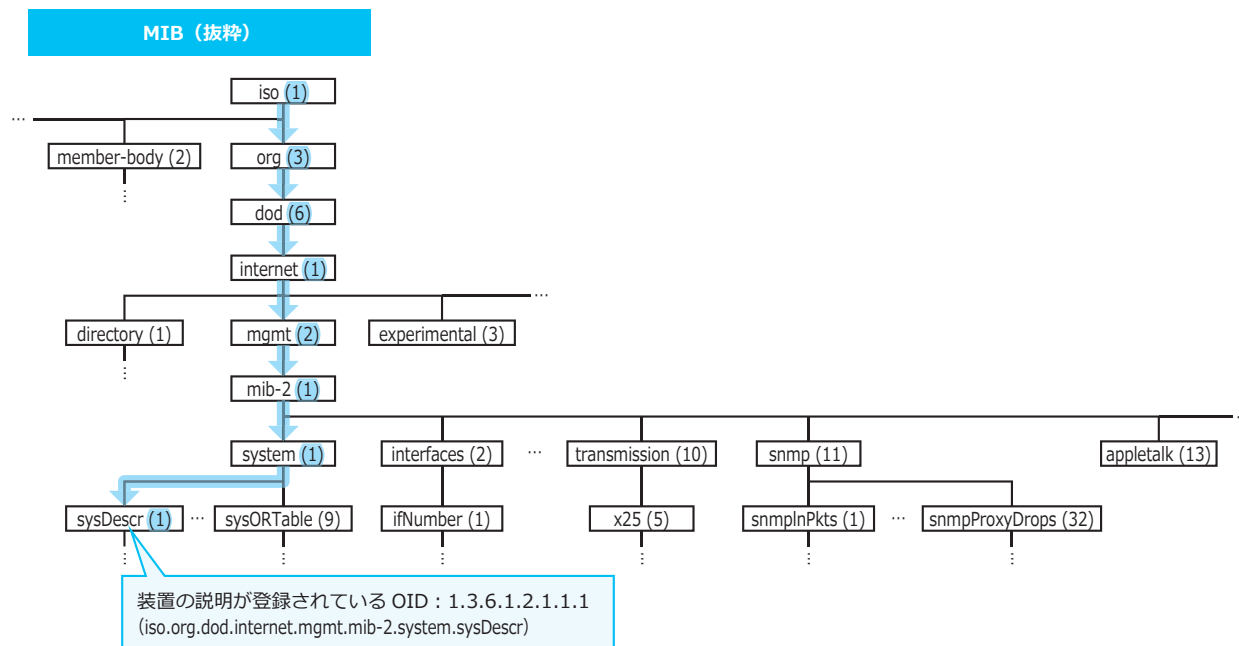 MIB（抜粋）
iso (1)
…
member-body (2)
org (3)
⋮
dod (6)
internet (1)
…
directory (1)
mgmt (2)
experimental (3)
⋮
mib-2 (1)
system (1)
interfaces (2)
…
transmission (10)
snmp (11)
appletalk (13)
sysDescr (1)
…
sysORTable (9)
ifNumber (1)
x25 (5)
snmpInPkts (1)
…
snmpProxyDrops (32)
⋮
⋮
⋮
⋮
⋮
⋮
装置の説明が登録されている OID：1.3.6.1.2.1.1.1
（iso.org.dod.internet.mgmt.mib-2.system.sysDescr）